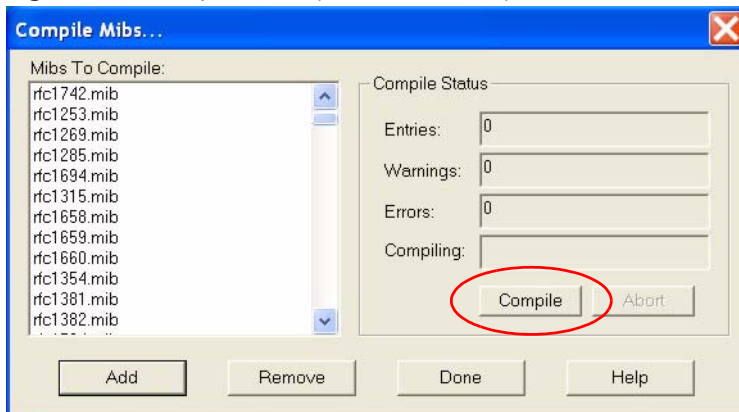 Compile Mibs...
Mibs To Compile:
rfc1742.mib
rfc1253.mib
rfc1269.mib
rfc1285.mib
rfc1694.mib
rfc1315.mib
rfc1658.mib
rfc1659.mib
rfc1660.mib
rfc1354.mib
rfc1381.mib
rfc1382.mib
Compile Status
Entries: 0
Warnings: 0
Errors: 0
Compiling:
Compile Abort
Add Remove Done Help